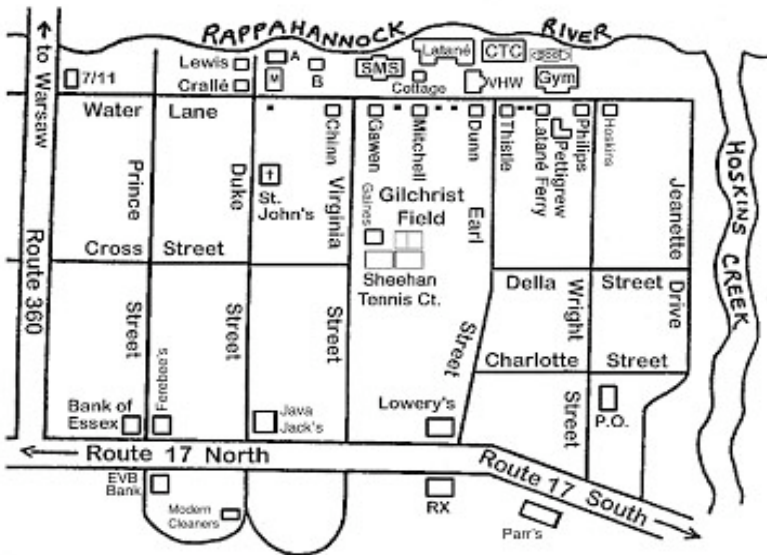 RAPPAHANNOCK RIVER
to Warsaw
7/11
Lewis
Crallé
A
M
B
SMS
Latané
Cottage
CTC
VHW
Gym
Water Lane
Chinn
Gawen
Mitchell
Dunn
Thistle
Latané Ferry
Pettigrew
Philips
Hoskins
HOSKINS CREEK
Prince
Street
Duke
Street
St.
John's
Virginia
Street
Gilchrist
Field
Gaines
Sheehan
Tennis Ct.
Earl
Street
Jeanette
Drive
Cross Street
Route 360
Della Street
Wright
Street
Charlotte Street
Bank of
Essex
Java
Jack's
Lowery's
P.O.
Route 17 North
Route 17 South
EVB
Bank
Modern
Cleaners
RX
Parr's